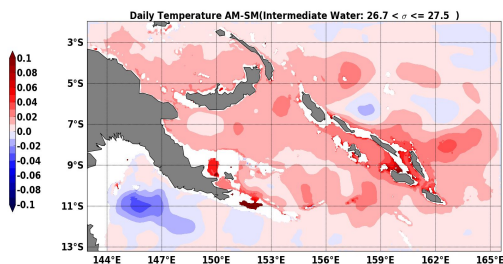 Daily Temperature AM-SM(Intermediate Water: 26.7 < σ <= 27.5 )
0.1
0.08
0.06
0.04
0.02
0.0
-0.02
-0.04
-0.06
-0.08
-0.1
3°S
5°S
7°S
9°S
11°S
13°S
144°E 147°E 150°E 153°E 156°E 159°E 162°E 165°E